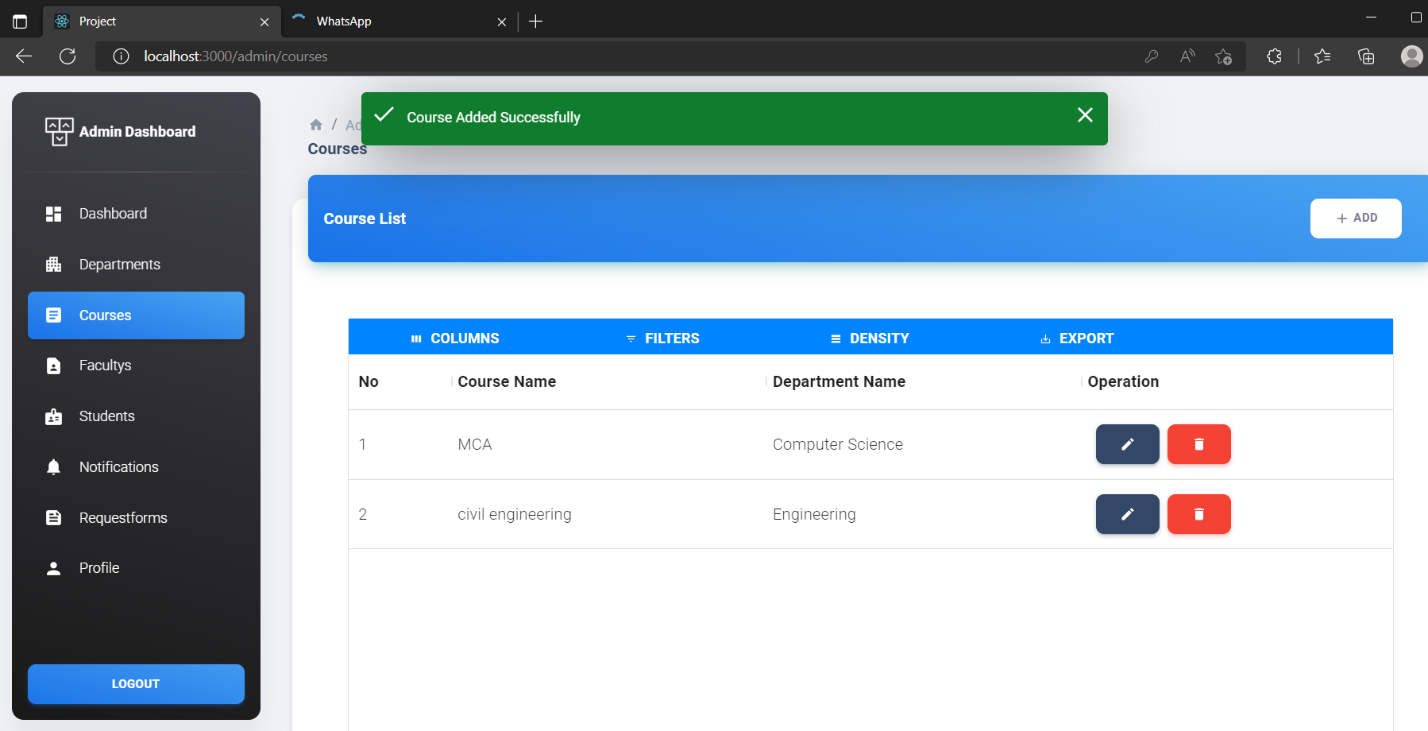 Project
WhatsApp
localhost:3000/admin/courses
Admin Dashboard
Dashboard
Departments
Courses
Facultys
Students
Notifications
Requestforms
Profile
LOGOUT
Course Added Successfully
/
Courses
Course List
ADD
COLUMNS FILTERS DENSITY EXPORT
No Course Name Department Name Operation
1 MCA Computer Science
2 civil engineering Engineering